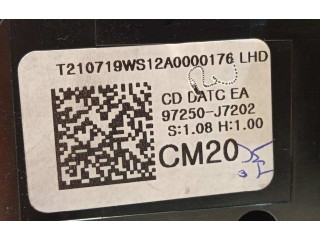 T210719WS12A0000176 LHD
CD DATC EA
97250-J7202
S:1.08 H:1.00
CM20